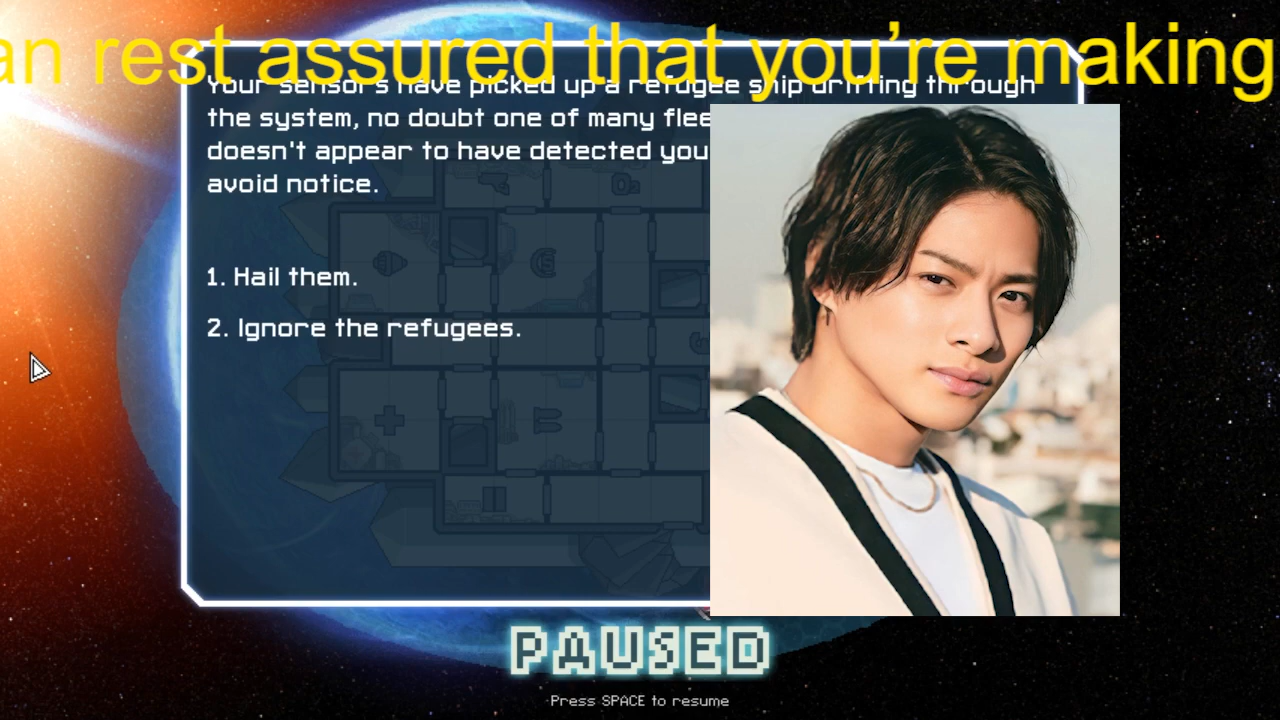 an rest assured that you’re making
Your sensors have picked up a refugee ship drifting through
the system, no doubt one of many flee
doesn't appear to have detected you
avoid notice.
1. Hail them.
2. Ignore the refugees.
PAUSED
Press SPACE to resume